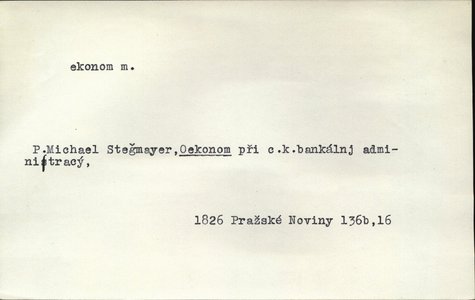 ekonom m.
P.Michael Steğmayer,Oekonom při c.k.bankálnj admi-
nistracý,
1826 Pražské Noviny 136b,16